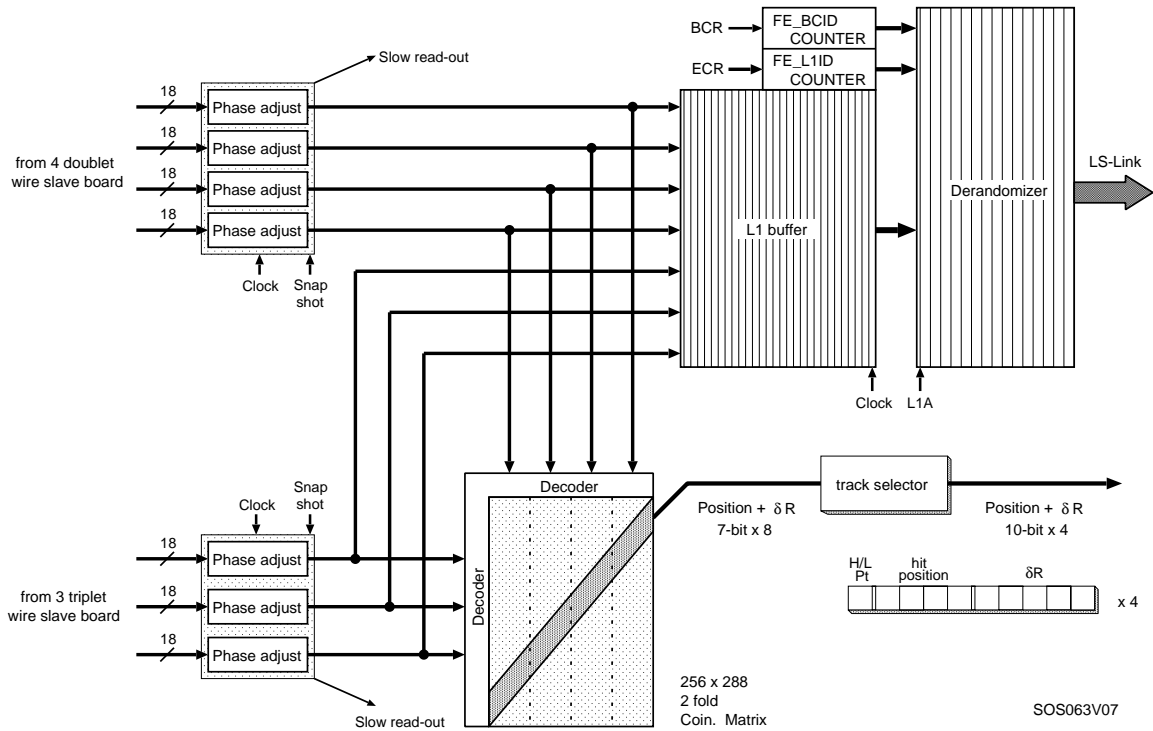 BCR
FE_BCID
COUNTER
ECR
FE_L1ID
COUNTER
Slow read-out
18
Phase adjust
18
Phase adjust
18
Phase adjust
18
Phase adjust
from 4 doublet
wire slave board
Clock
Snap
shot
L1 buffer
Derandomizer
LS-Link
Clock
L1A
Clock
Snap
shot
18
Phase adjust
18
Phase adjust
18
Phase adjust
from 3 triplet
wire slave board
Slow read-out
Decoder
Decoder
Position + δ R
7-bit x 8
track selector
Position + δ R
10-bit x 4
H/L
Pt
hit
position
δR
x 4
256 x 288
2 fold
Coin. Matrix
SOS063V07